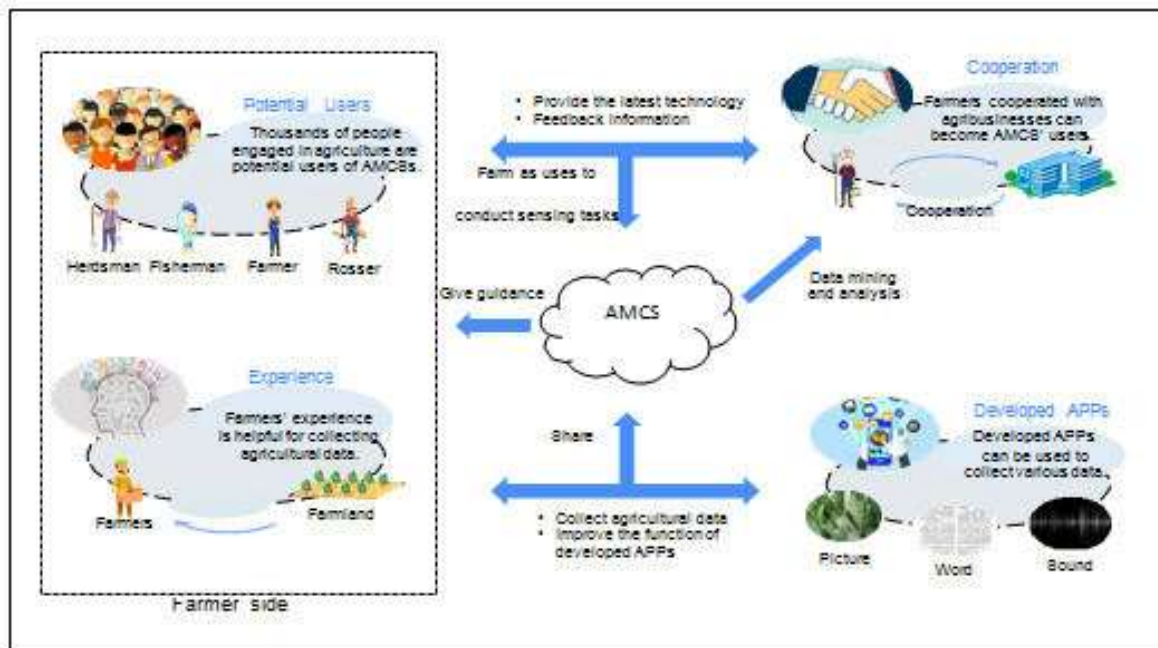 Potential Users
Thousands of people
engaged in agriculture are
potential users of AMCSs.
Herdsman
Fisherman
Farmer
Rosser
Experience
Farmers' experience
is helpful for collecting
agricultural data.
Farmers
Farmland
Farmer side
• Provide the latest technology
• Feedback information
Farm as uses to
conduct sensing tasks
Give guidance
AMCS
Data mining
and analysis
Share
• Collect agricultural data
• Improve the function of
developed APPs
Cooperation
Farmers cooperated with
agribusinesses can
become AMCS' users.
Cooperation
Developed APPs
Developed APPs
can be used to
collect various data.
Picture
Word
Sound